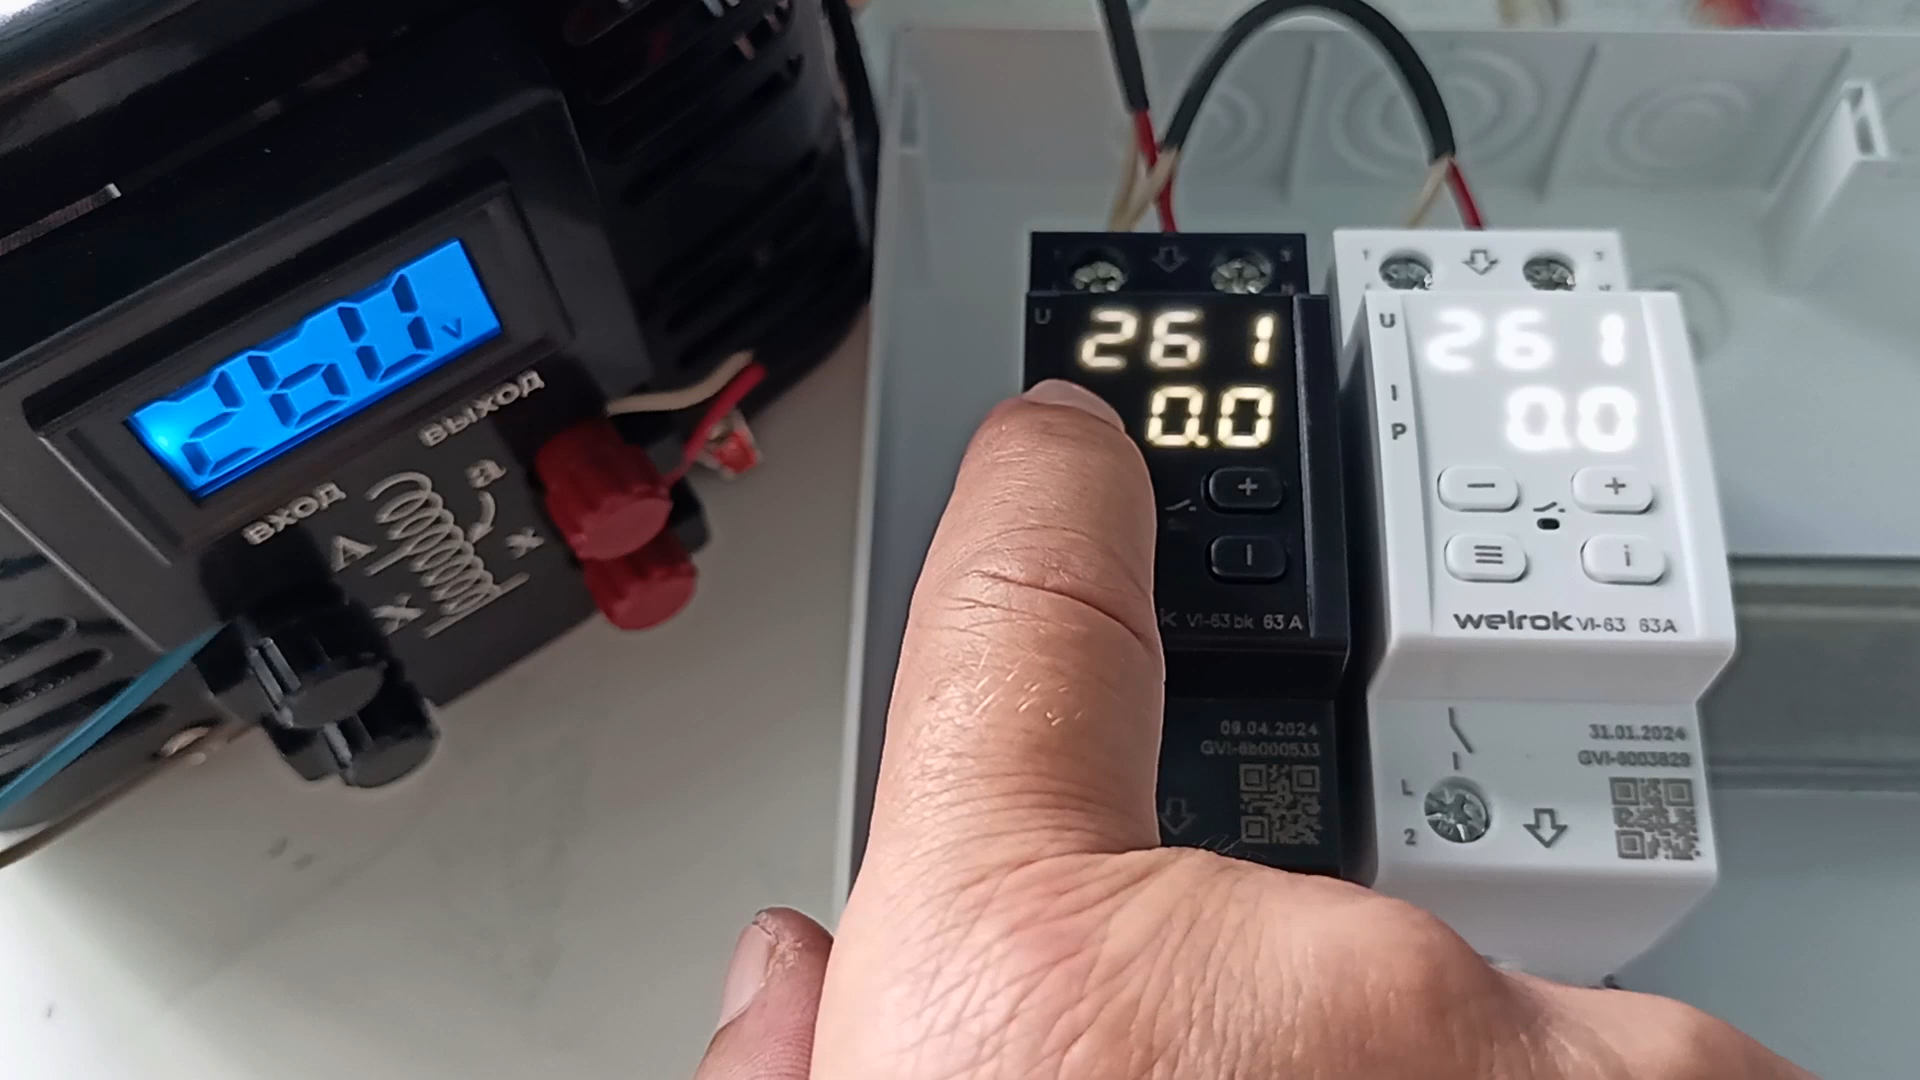 260 V
ВЫХОД
ВХОД
a
A
x
X
U
261
0.0
+
VI-63 bk 63 A
09.04.2024
GVI-6b000533
U
261
I
0.0
P
−
+
i
welrok VI-63 63A
31.01.2024
GVI-6003829
L
2